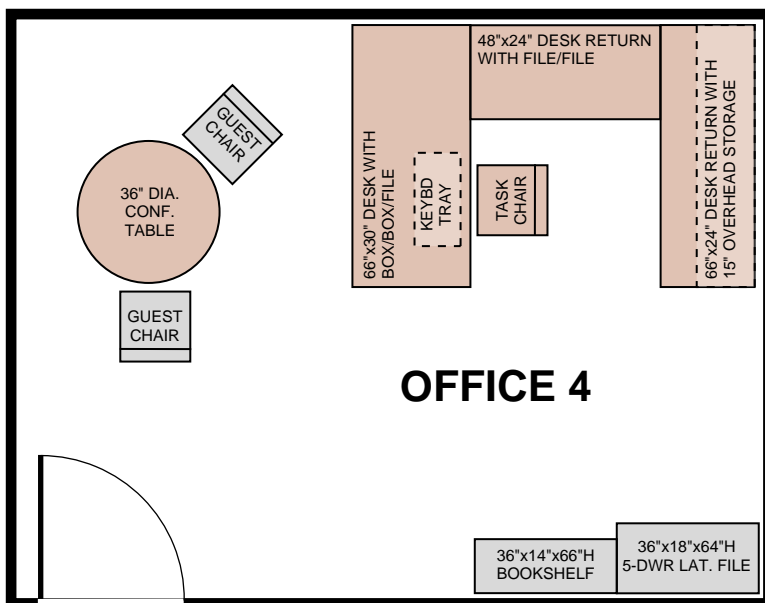 48"x24" DESK RETURN
WITH FILE/FILE
GUEST
CHAIR
36" DIA.
CONF.
TABLE
GUEST
CHAIR
66"x30" DESK WITH
BOX/BOX/FILE
KEYBD
TRAY
TASK
CHAIR
66"x24" DESK RETURN WITH
15" OVERHEAD STORAGE
OFFICE 4
36"x14"x66"H
BOOKSHELF
36"x18"x64"H
5-DWR LAT. FILE